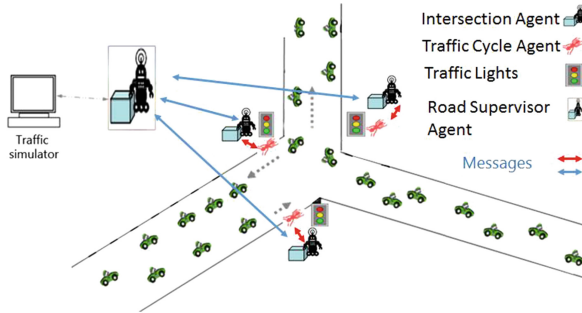 Intersection Agent
Traffic Cycle Agent
Traffic Lights
Road Supervisor
Agent
Messages
Traffic
simulator